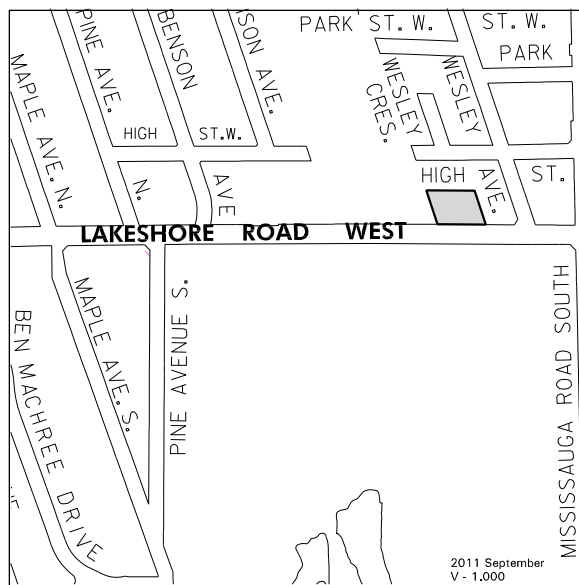 PARK ST. W.
ST. W.
PARK
MAPLE AVE. N.
PINE AVE.
BENSON
SON AVE.
WESLEY CRES.
WESLEY
HIGH ST.W.
HIGH
AVE.
ST.
N.
AVE
LAKESHORE ROAD WEST
BEN MACHREE DRIVE
MAPLE AVE. S.
PINE AVENUE S.
MISSISSAUGA ROAD SOUTH
2011 September
V - 1.000